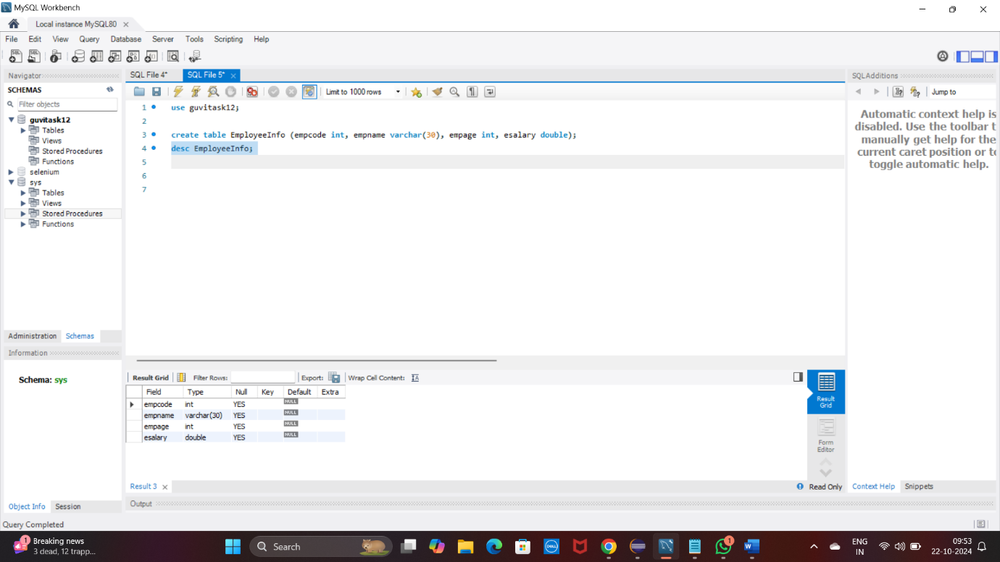 MySQL Workbench
Local instance MySQL80
File Edit View Query Database Server Tools Scripting Help
Navigator
SCHEMAS
Filter objects
guvitask12
Tables
Views
Stored Procedures
Functions
selenium
sys
Tables
Views
Stored Procedures
Functions
Administration Schemas
Information
Schema: sys
Object Info Session
Query Completed
SQL File 4* SQL File 5*
Limit to 1000 rows
1 use guvitask12;
2
3 create table EmployeeInfo (empcode int, empname varchar(30), empage int, esalary double);
4 desc EmployeeInfo;
5
6
7
Result Grid Filter Rows: Export: Wrap Cell Content:
Field Type Null Key Default Extra
empcode int YES NULL
empname varchar(30) YES NULL
empage int YES NULL
esalary double YES NULL
Result Grid
Form Editor
Result 3
Read Only
Output
SQLAdditions
Jump to
Automatic context help is
disabled. Use the toolbar t
manually get help for the
current caret position or to
toggle automatic help.
Context Help Snippets
1
Breaking news
3 dead, 12 trapp...
Search
DELL
1
ENG
IN
09:53
22-10-2024